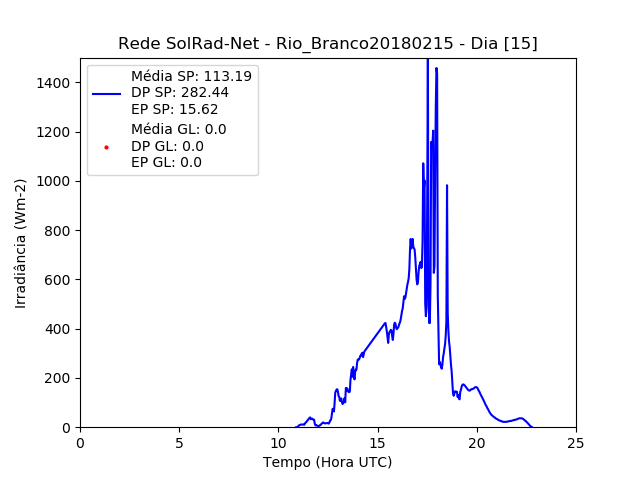 Rede SolRad-Net - Rio_Branco20180215 - Dia [15]
Média SP: 113.19
DP SP: 282.44
EP SP: 15.62
Média GL: 0.0
DP GL: 0.0
EP GL: 0.0
Irradiância (Wm-2)
1400
1200
1000
800
600
400
200
0
0 5 10 15 20 25
Tempo (Hora UTC)